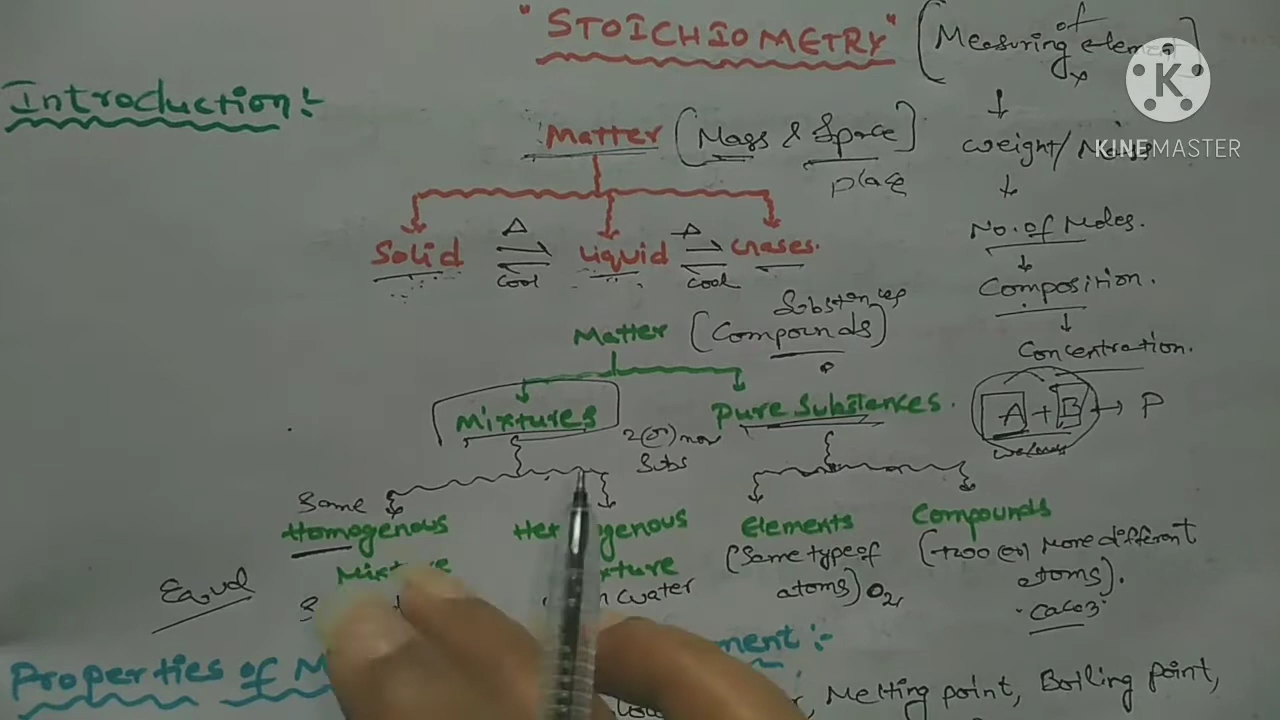 "STOICHIOMETRY" (Measuring of element)
Introduction:-
K
KINEMASTER
Matter (Mass & Space)
place
Weight/
Solid Δ Liquid Δ Gases.
Cool Cool
No. of Moles.
Composition.
Substances
Matter (Compounds)
Concentration.
Mixtures Pure Substances.
A + B → P
2 (or) more
Subs
Same
Homogenous Elements Compounds
Mixture
(Same type of atoms) O2
(Two (or) More different atoms).
CaCO3
Equal
Water
Properties of
Melting point, Boiling point,